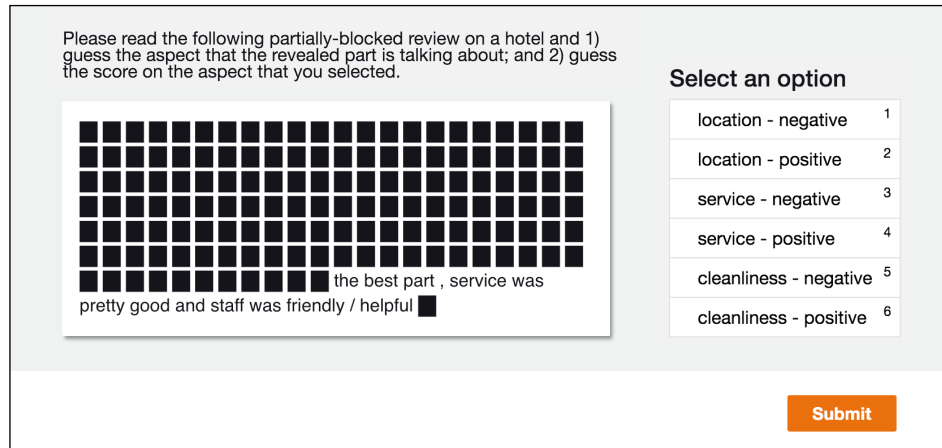 Please read the following partially-blocked review on a hotel and 1)
guess the aspect that the revealed part is talking about; and 2) guess
the score on the aspect that you selected.
the best part , service was
pretty good and staff was friendly / helpful
Select an option
location - negative 1
location - positive 2
service - negative 3
service - positive 4
cleanliness - negative 5
cleanliness - positive 6
Submit